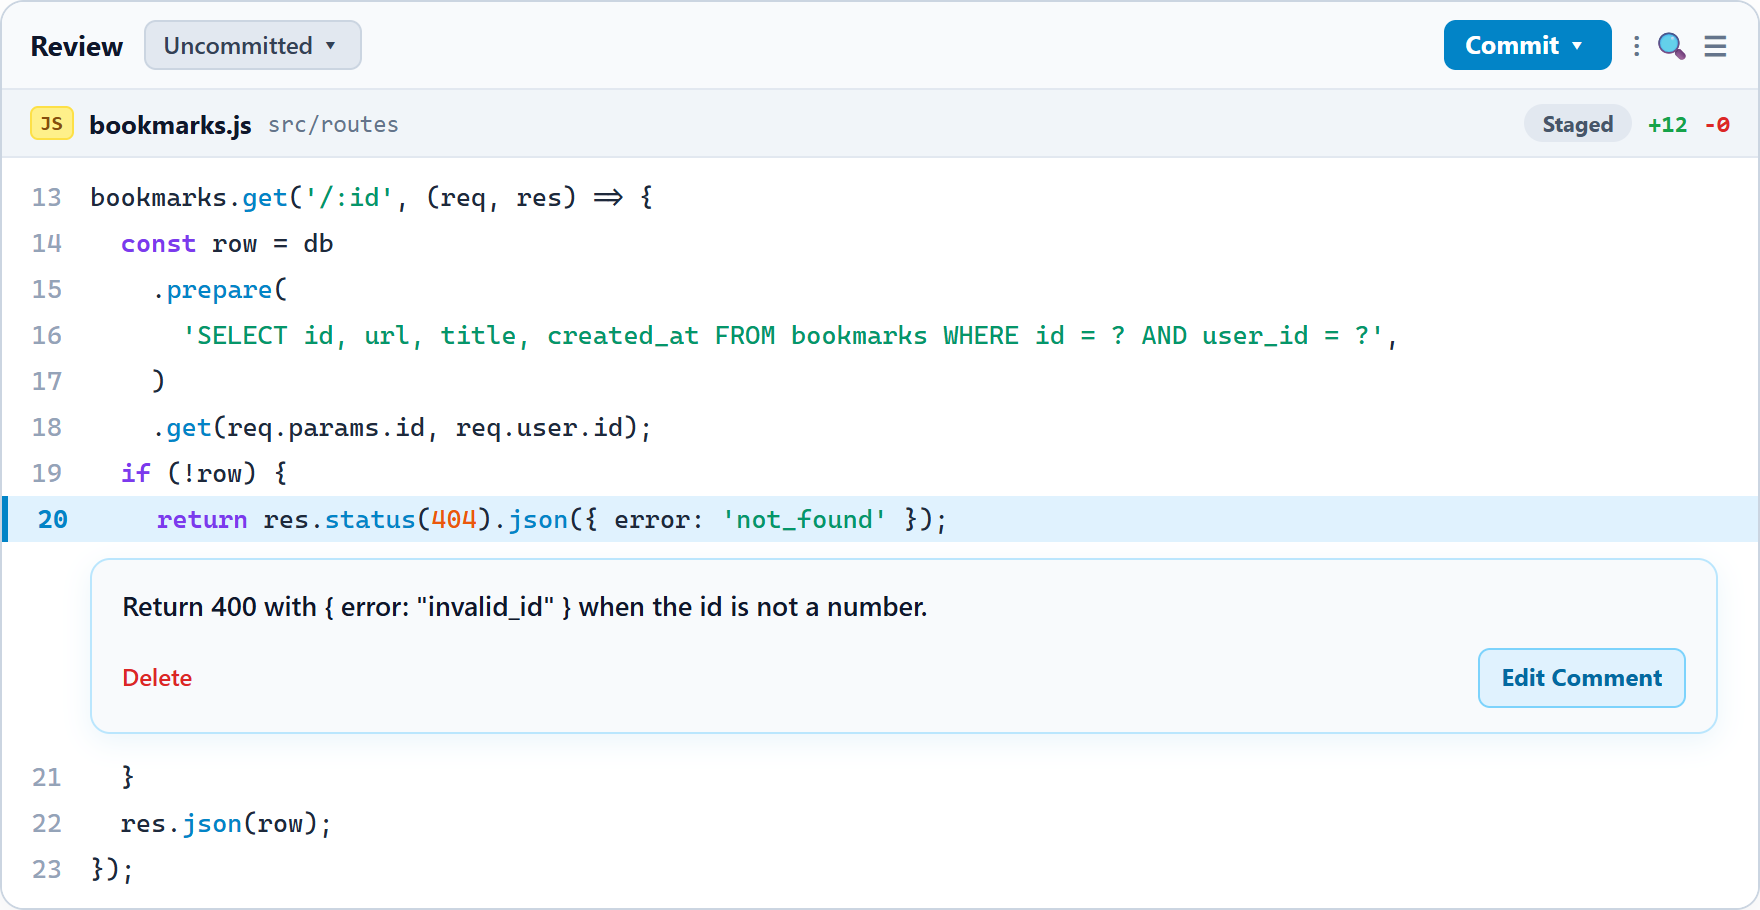 Review Uncommitted ▼ Commit ▼
JS bookmarks.js src/routes Staged +12 -0
13 bookmarks.get('/:id', (req, res) => {
14 const row = db
15 .prepare(
16 'SELECT id, url, title, created_at FROM bookmarks WHERE id = ? AND user_id = ?',
17 )
18 .get(req.params.id, req.user.id);
19 if (!row) {
20 return res.status(404).json({ error: 'not_found' });
Return 400 with { error: "invalid_id" } when the id is not a number.
Delete Edit Comment
21 }
22 res.json(row);
23 });